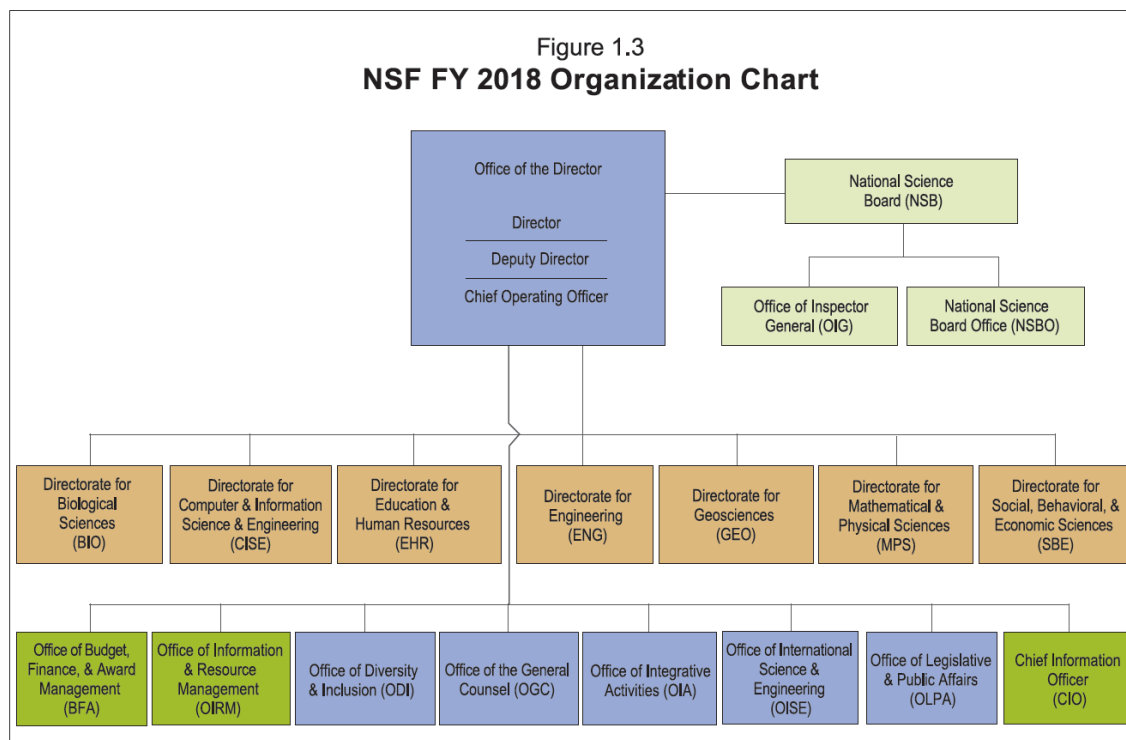 Figure 1.3
NSF FY 2018 Organization Chart
Office of the Director
Director
Deputy Director
Chief Operating Officer
National Science
Board (NSB)
Office of Inspector
General (OIG)
National Science
Board Office (NSBO)
Directorate for
Biological
Sciences
(BIO)
Directorate for
Computer & Information
Science & Engineering
(CISE)
Directorate for
Education &
Human Resources
(EHR)
Directorate for
Engineering
(ENG)
Directorate for
Geosciences
(GEO)
Directorate for
Mathematical &
Physical Sciences
(MPS)
Directorate for
Social, Behavioral, &
Economic Sciences
(SBE)
Office of Budget,
Finance, & Award
Management
(BFA)
Office of Information
& Resource
Management
(OIRM)
Office of Diversity
& Inclusion (ODI)
Office of the General
Counsel (OGC)
Office of Integrative
Activities (OIA)
Office of International
Science &
Engineering
(OISE)
Office of Legislative
& Public Affairs
(OLPA)
Chief Information
Officer
(CIO)